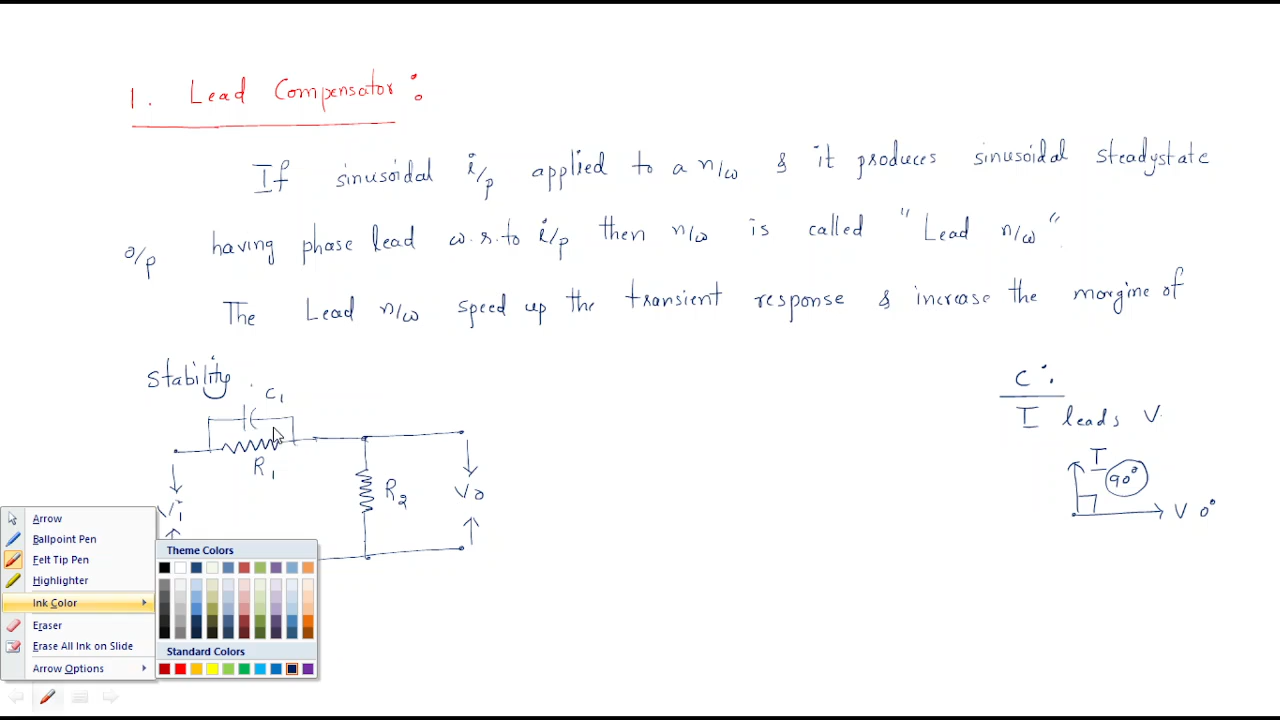 1. Lead Compensator :
If sinusoidal i/p applied to a n/w & it produces sinusoidal steadystate
o/p having phase lead w.r.to i/p then n/w is called "Lead n/w".
The Lead n/w speed up the transient response & increase the margine of
Stability.
C1
R1
Vi
R2
Vo
C :
I leads V
I
90°
V 0°
Arrow
Ballpoint Pen
Felt Tip Pen
Highlighter
Ink Color
Eraser
Erase All Ink on Slide
Arrow Options
Theme Colors
Standard Colors